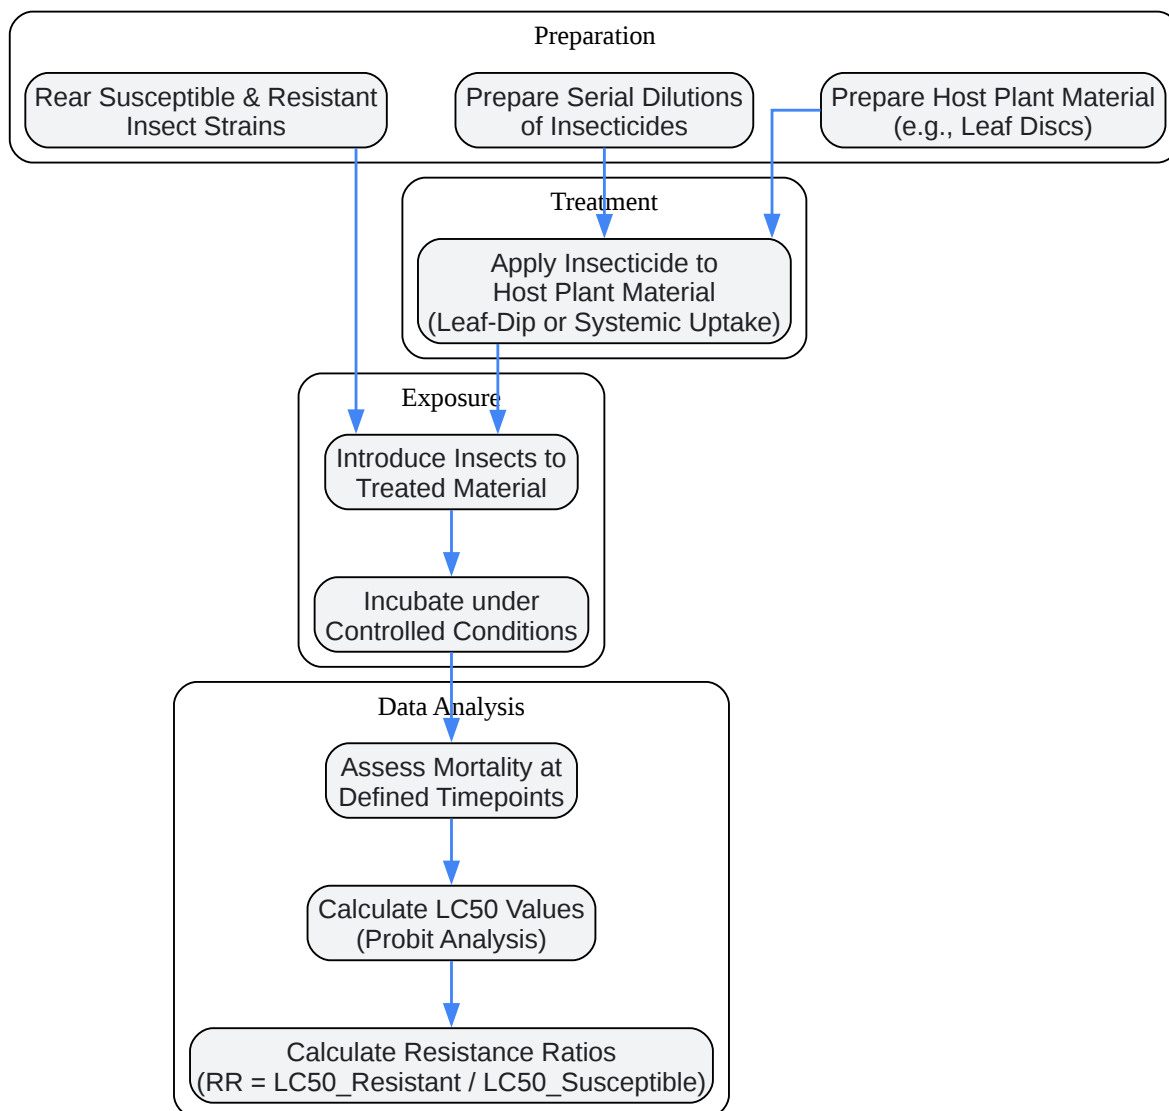 Preparation
Rear Susceptible & Resistant
Insect Strains
Prepare Serial Dilutions
of Insecticides
Prepare Host Plant Material
(e.g., Leaf Discs)
Treatment
Apply Insecticide to
Host Plant Material
(Leaf-Dip or Systemic Uptake)
Exposure
Introduce Insects to
Treated Material
Incubate under
Controlled Conditions
Data Analysis
Assess Mortality at
Defined Timepoints
Calculate LC50 Values
(Probit Analysis)
Calculate Resistance Ratios
(RR = LC50_Resistant / LC50_Susceptible)